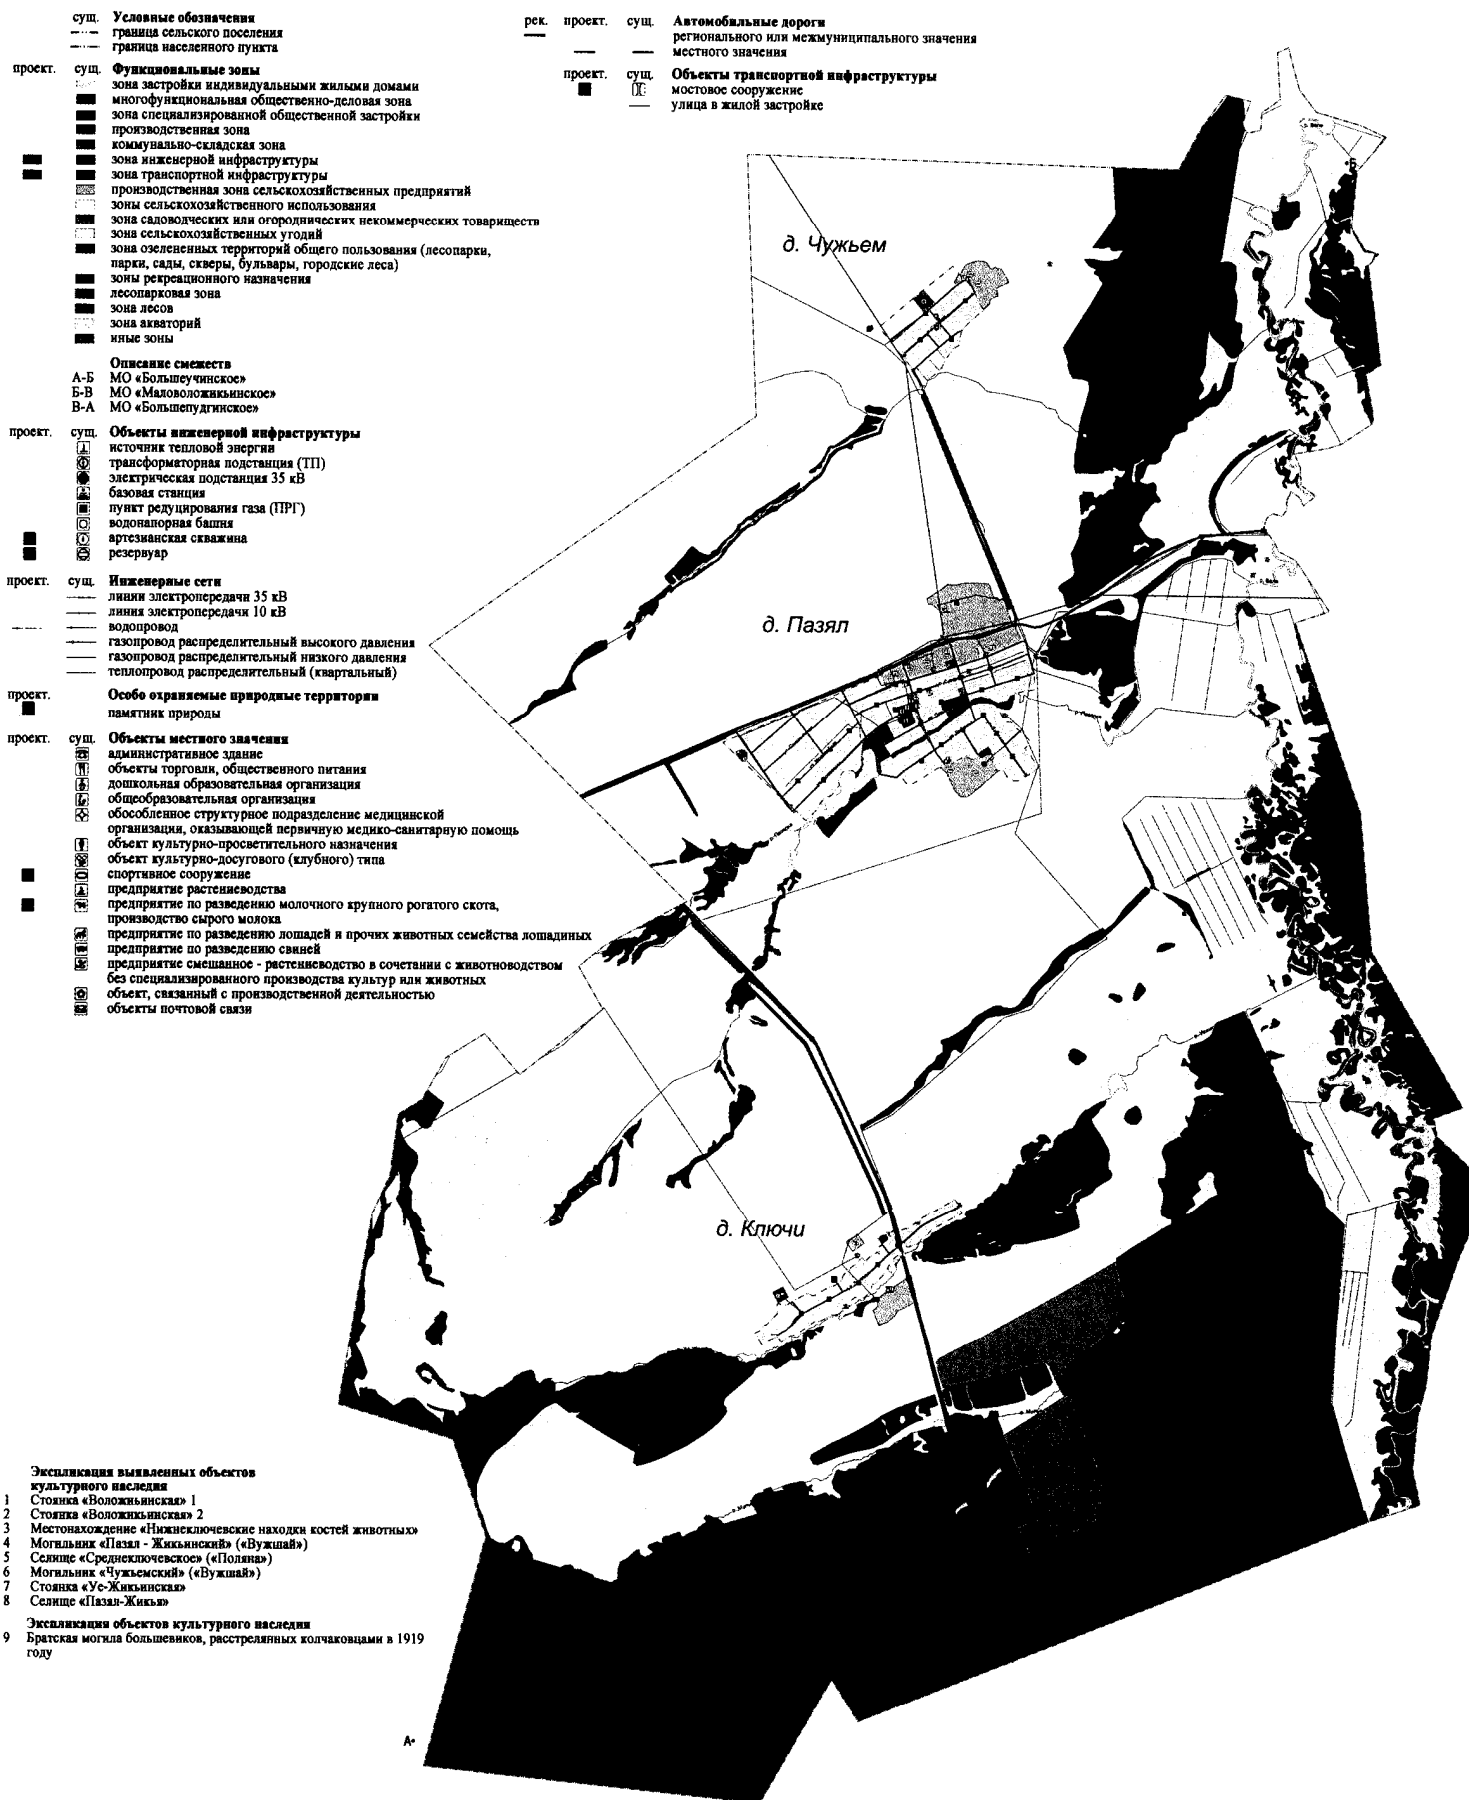 сущ. Условные обозначения
граница сельского поселения
граница населенного пункта
проект. сущ. Функциональные зоны
зона застройки индивидуальными жилыми домами
многофункциональная общественно-деловая зона
зона специализированной общественной застройки
производственная зона
коммунально-складская зона
зона инженерной инфраструктуры
зона транспортной инфраструктуры
производственная зона сельскохозяйственных предприятий
зоны сельскохозяйственного использования
зона садоводческих или огороднических некоммерческих товариществ
зона сельскохозяйственных угодий
зона озелененных территорий общего пользования (лесопарки,
парки, сады, скверы, бульвары, городские леса)
зоны рекреационного назначения
лесопарковая зона
зона лесов
зона акваторий
иные зоны
Описание смежеств
А-Б МО «Большеучинское»
Б-В МО «Маловоложикьинское»
В-А МО «Большепудгинское»
проект. сущ. Объекты инженерной инфраструктуры
источник тепловой энергии
трансформаторная подстанция (ТП)
электрическая подстанция 35 кВ
базовая станция
пункт редуцирования газа (ПРГ)
водонапорная башня
артезианская скважина
резервуар
проект. сущ. Инженерные сети
линии электропередачи 35 кВ
линия электропередачи 10 кВ
водопровод
газопровод распределительный высокого давления
газопровод распределительный низкого давления
теплопровод распределительный (квартальный)
проект. Особо охраняемые природные территории
памятник природы
проект. сущ. Объекты местного значения
административное здание
объекты торговли, общественного питания
дошкольная образовательная организация
общеобразовательная организация
обособленное структурное подразделение медицинской
организации, оказывающей первичную медико-санитарную помощь
объект культурно-просветительного назначения
объект культурно-досугового (клубного) типа
спортивное сооружение
предприятие растениеводства
предприятие по разведению молочного крупного рогатого скота,
производство сырого молока
предприятие по разведению лошадей и прочих животных семейства лошадиных
предприятие по разведению свиней
предприятие смешанное - растениеводство в сочетании с животноводством
без специализированного производства культур или животных
объект, связанный с производственной деятельностью
объекты почтовой связи
рек. проект. сущ. Автомобильные дороги
регионального или межмуниципального значения
местного значения
проект. сущ. Объекты транспортной инфраструктуры
мостовое сооружение
улица в жилой застройке
Б
д. Чужьем
д. Пазял
д. Ключи
Экспликация выявленных объектов
культурного наследия
1 Стоянка «Воложикьинская» 1
2 Стоянка «Воложикьинская» 2
3 Местонахождение «Нижнеключевские находки костей животных»
4 Могильник «Пазял - Жикьинский» («Вужшай»)
5 Селище «Среднеключевское» («Поляна»)
6 Могильник «Чужьемский» («Вужшай»)
7 Стоянка «Уе-Жикьинская»
8 Селище «Пазял-Жикья»
Экспликация объектов культурного наследия
9 Братская могила большевиков, расстрелянных колчаковцами в 1919
году
А